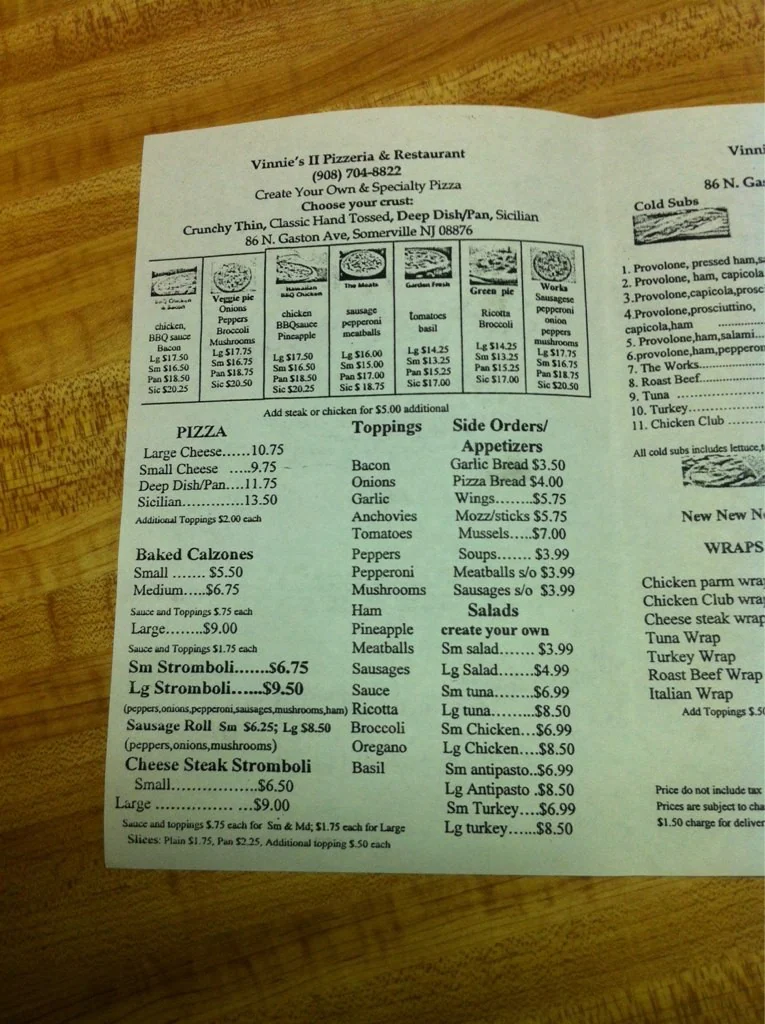 Vinnie's II Pizzeria & Restaurant
(908) 704-8822
Create Your Own & Specialty Pizza
Choose your crust:
Crunchy Thin, Classic Hand Tossed, Deep Dish/Pan, Sicilian
86 N. Gaston Ave, Somerville NJ 08876
chicken,
BBQ sauce
Bacon
Lg $17.50
Sm $16.50
Pan $18.50
Sic $20.25
Veggie pie
Onions
Peppers
Broccoli
Mushrooms
Lg $17.75
Sm $16.75
Pan $18.75
Sic $20.50
Hawaiian
BBQ Chicken
chicken
BBQsauce
Pineapple
Lg $17.50
Sm $16.50
Pan $18.50
Sic $20.25
The Meats
sausage
pepperoni
meatballs
Lg $16.00
Sm $15.00
Pan $17.00
Sic $ 18.75
Garden Fresh
tomatoes
basil
Lg $14.25
Sm $13.25
Pan $15.25
Sic $17.00
Green pie
Ricotta
Broccoli
Lg $14.25
Sm $13.25
Pan $15.25
Sic $17.00
Works
Sausagese
pepperoni
onion
peppers
mushrooms
Lg $17.75
Sm $16.75
Pan $18.75
Sic $20.50
Add steak or chicken for $5.00 additional
PIZZA
Large Cheese......10.75
Small Cheese .....9.75
Deep Dish/Pan....11.75
Sicilian.............13.50
Additional Toppings $2.00 each
Baked Calzones
Small ....... $5.50
Medium.....$6.75
Sauce and Toppings $.75 each
Large........$9.00
Sauce and Toppings $1.75 each
Sm Stromboli.......$6.75
Lg Stromboli......$9.50
(peppers,onions,pepperoni,sausages,mushrooms,ham)
Sausage Roll Sm $6.25; Lg $8.50
(peppers,onions,mushrooms)
Cheese Steak Stromboli
Small.................$6.50
Large ............... ...$9.00
Sauce and toppings $.75 each for Sm & Md; $1.75 each for Large
Slices: Plain $1.75, Pan $2.25, Additional topping $.50 each
Toppings
Bacon
Onions
Garlic
Anchovies
Tomatoes
Peppers
Pepperoni
Mushrooms
Ham
Pineapple
Meatballs
Sausages
Sauce
Ricotta
Broccoli
Oregano
Basil
Side Orders/
Appetizers
Garlic Bread $3.50
Pizza Bread $4.00
Wings........$5.75
Mozz/sticks $5.75
Mussels.....$7.00
Soups....... $3.99
Meatballs s/o $3.99
Sausages s/o $3.99
Salads
create your own
Sm salad....... $3.99
Lg Salad.......$4.99
Sm tuna.......$6.99
Lg tuna.........$8.50
Sm Chicken...$6.99
Lg Chicken....$8.50
Sm antipasto..$6.99
Lg Antipasto .$8.50
Sm Turkey....$6.99
Lg turkey......$8.50
Vinni
86 N. Gas
Cold Subs
1. Provolone, pressed ham,sa
2. Provolone, ham, capicola
3.Provolone,capicola,prosc
4.Provolone,prosciuttino,
capicola,ham ............
5. Provolone,ham,salami....
6.provolone,ham,pepperon
7. The Works................
8. Roast Beef...............
9. Tuna ..................
10. Turkey.................
11. Chicken Club .........
All cold subs includes lettuce,t
New New Ne
WRAPS
Chicken parm wrap
Chicken Club wrap
Cheese steak wrap
Tuna Wrap
Turkey Wrap
Roast Beef Wrap
Italian Wrap
Add Toppings $.50
Price do not include tax
Prices are subject to cha
$1.50 charge for deliver